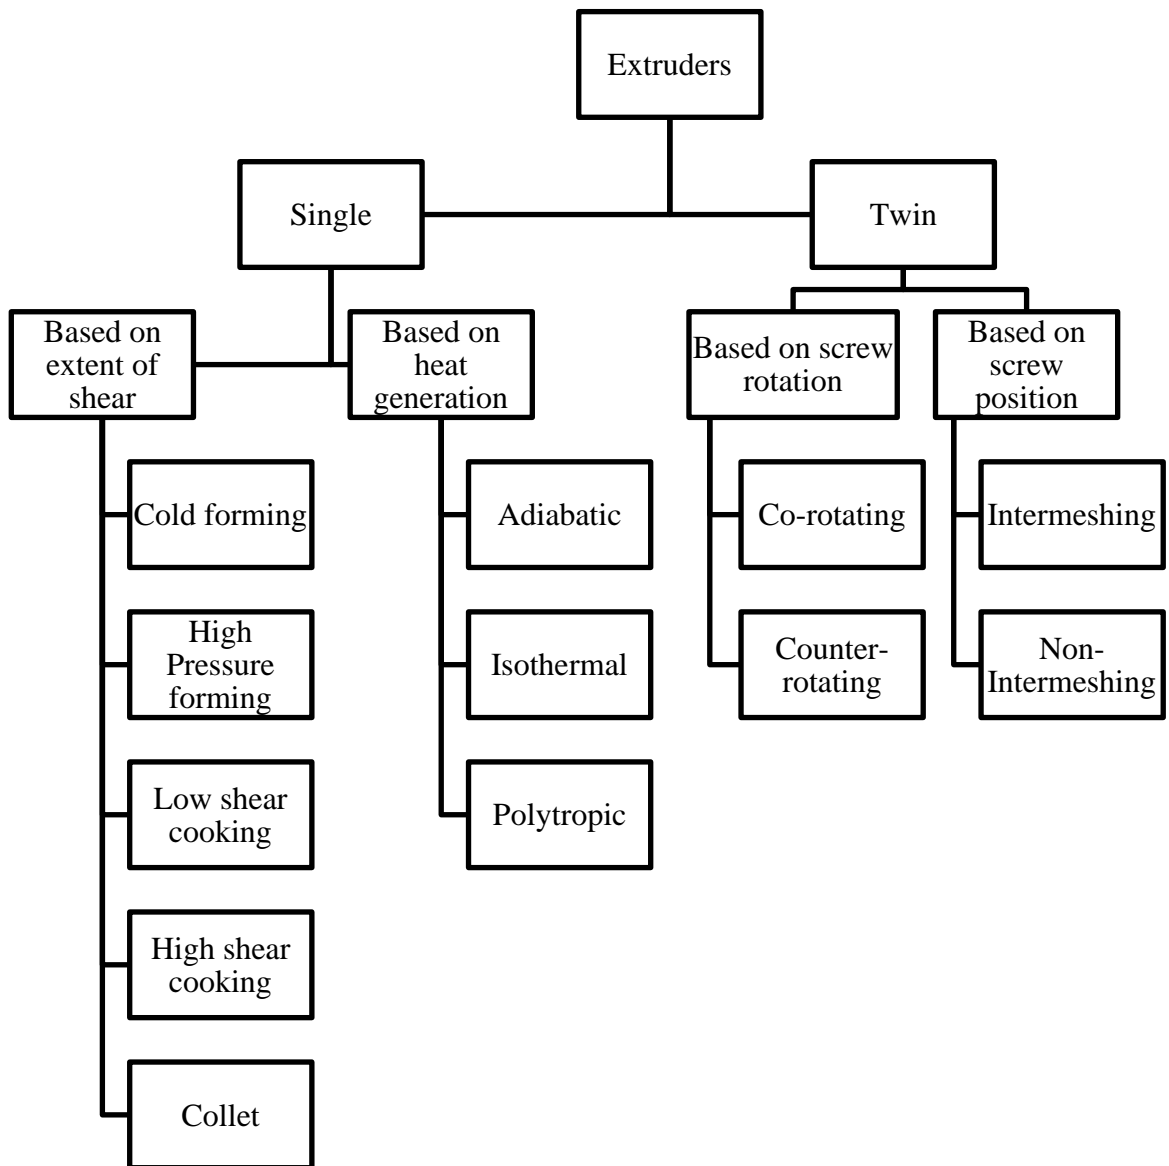 Extruders
Single
Twin
Based on
extent of
shear
Based on
heat
generation
Based on screw
rotation
Based on
screw
position
Cold forming
Adiabatic
Co-rotating
Intermeshing
High
Pressure
forming
Isothermal
Counter-
rotating
Non-
Intermeshing
Low shear
cooking
Polytropic
High shear
cooking
Collet